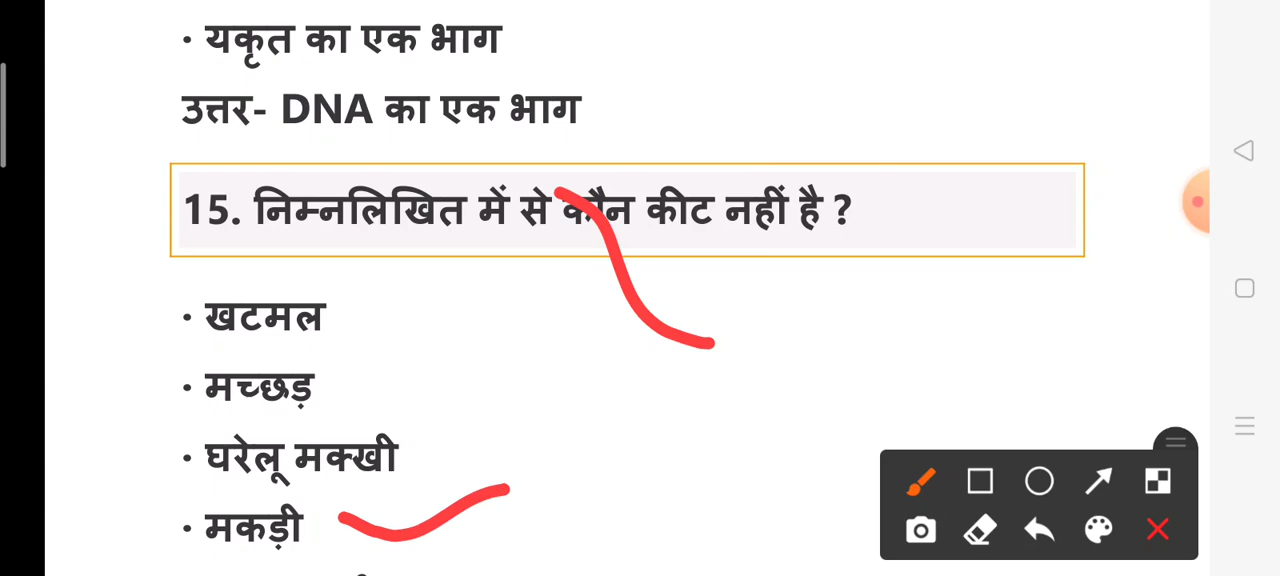 · यकृत का एक भाग
उत्तर- DNA का एक भाग
15. निम्नलिखित में से कौन कीट नहीं है ?
· खटमल
· मच्छड़
· घरेलू मक्खी
· मकड़ी